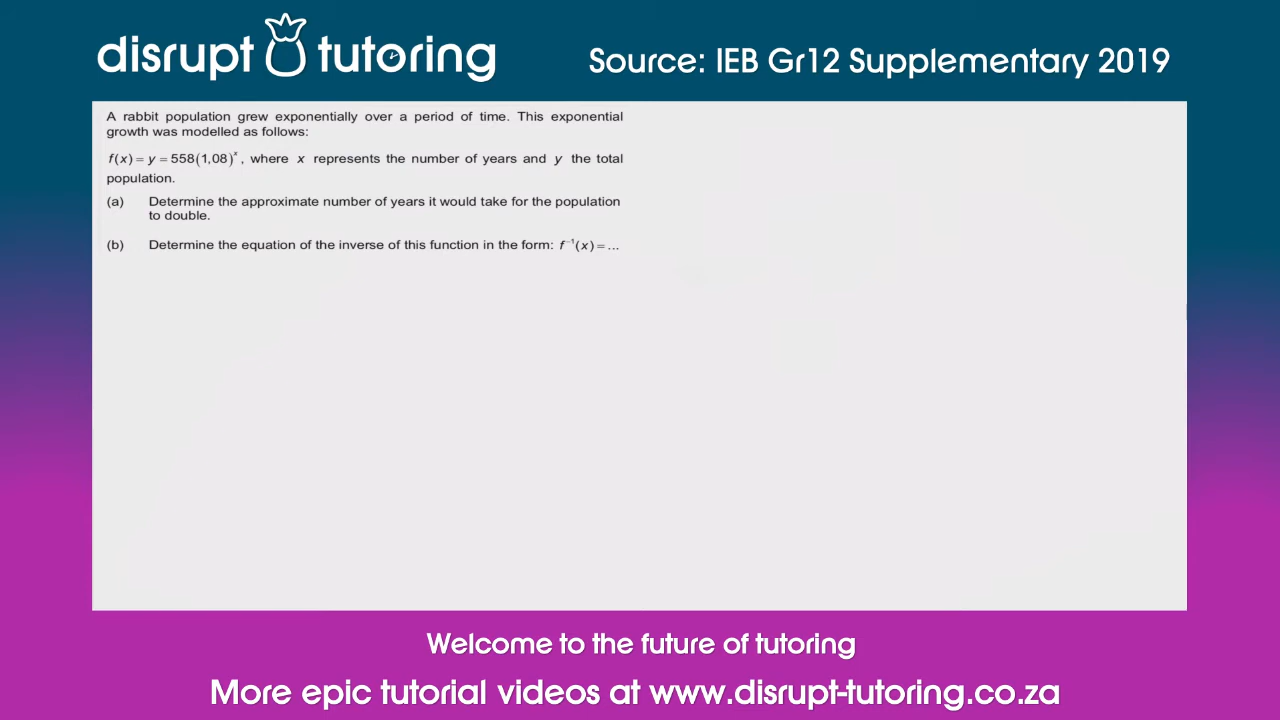 disrupt tutoring
Source: IEB Gr12 Supplementary 2019
A rabbit population grew exponentially over a period of time. This exponential
growth was modelled as follows:
f(x) = y = 558(1,08)^x, where x represents the number of years and y the total
population.
(a) Determine the approximate number of years it would take for the population
to double.
(b) Determine the equation of the inverse of this function in the form: f⁻¹(x) = ...
Welcome to the future of tutoring
More epic tutorial videos at www.disrupt-tutoring.co.za